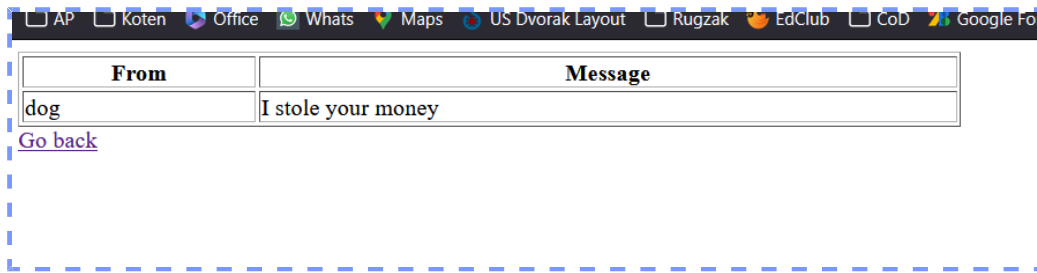 AP Koten Office Whats Maps US Dvorak Layout Rugzak EdClub CoD Google Fo
From Message
dog I stole your money
Go back